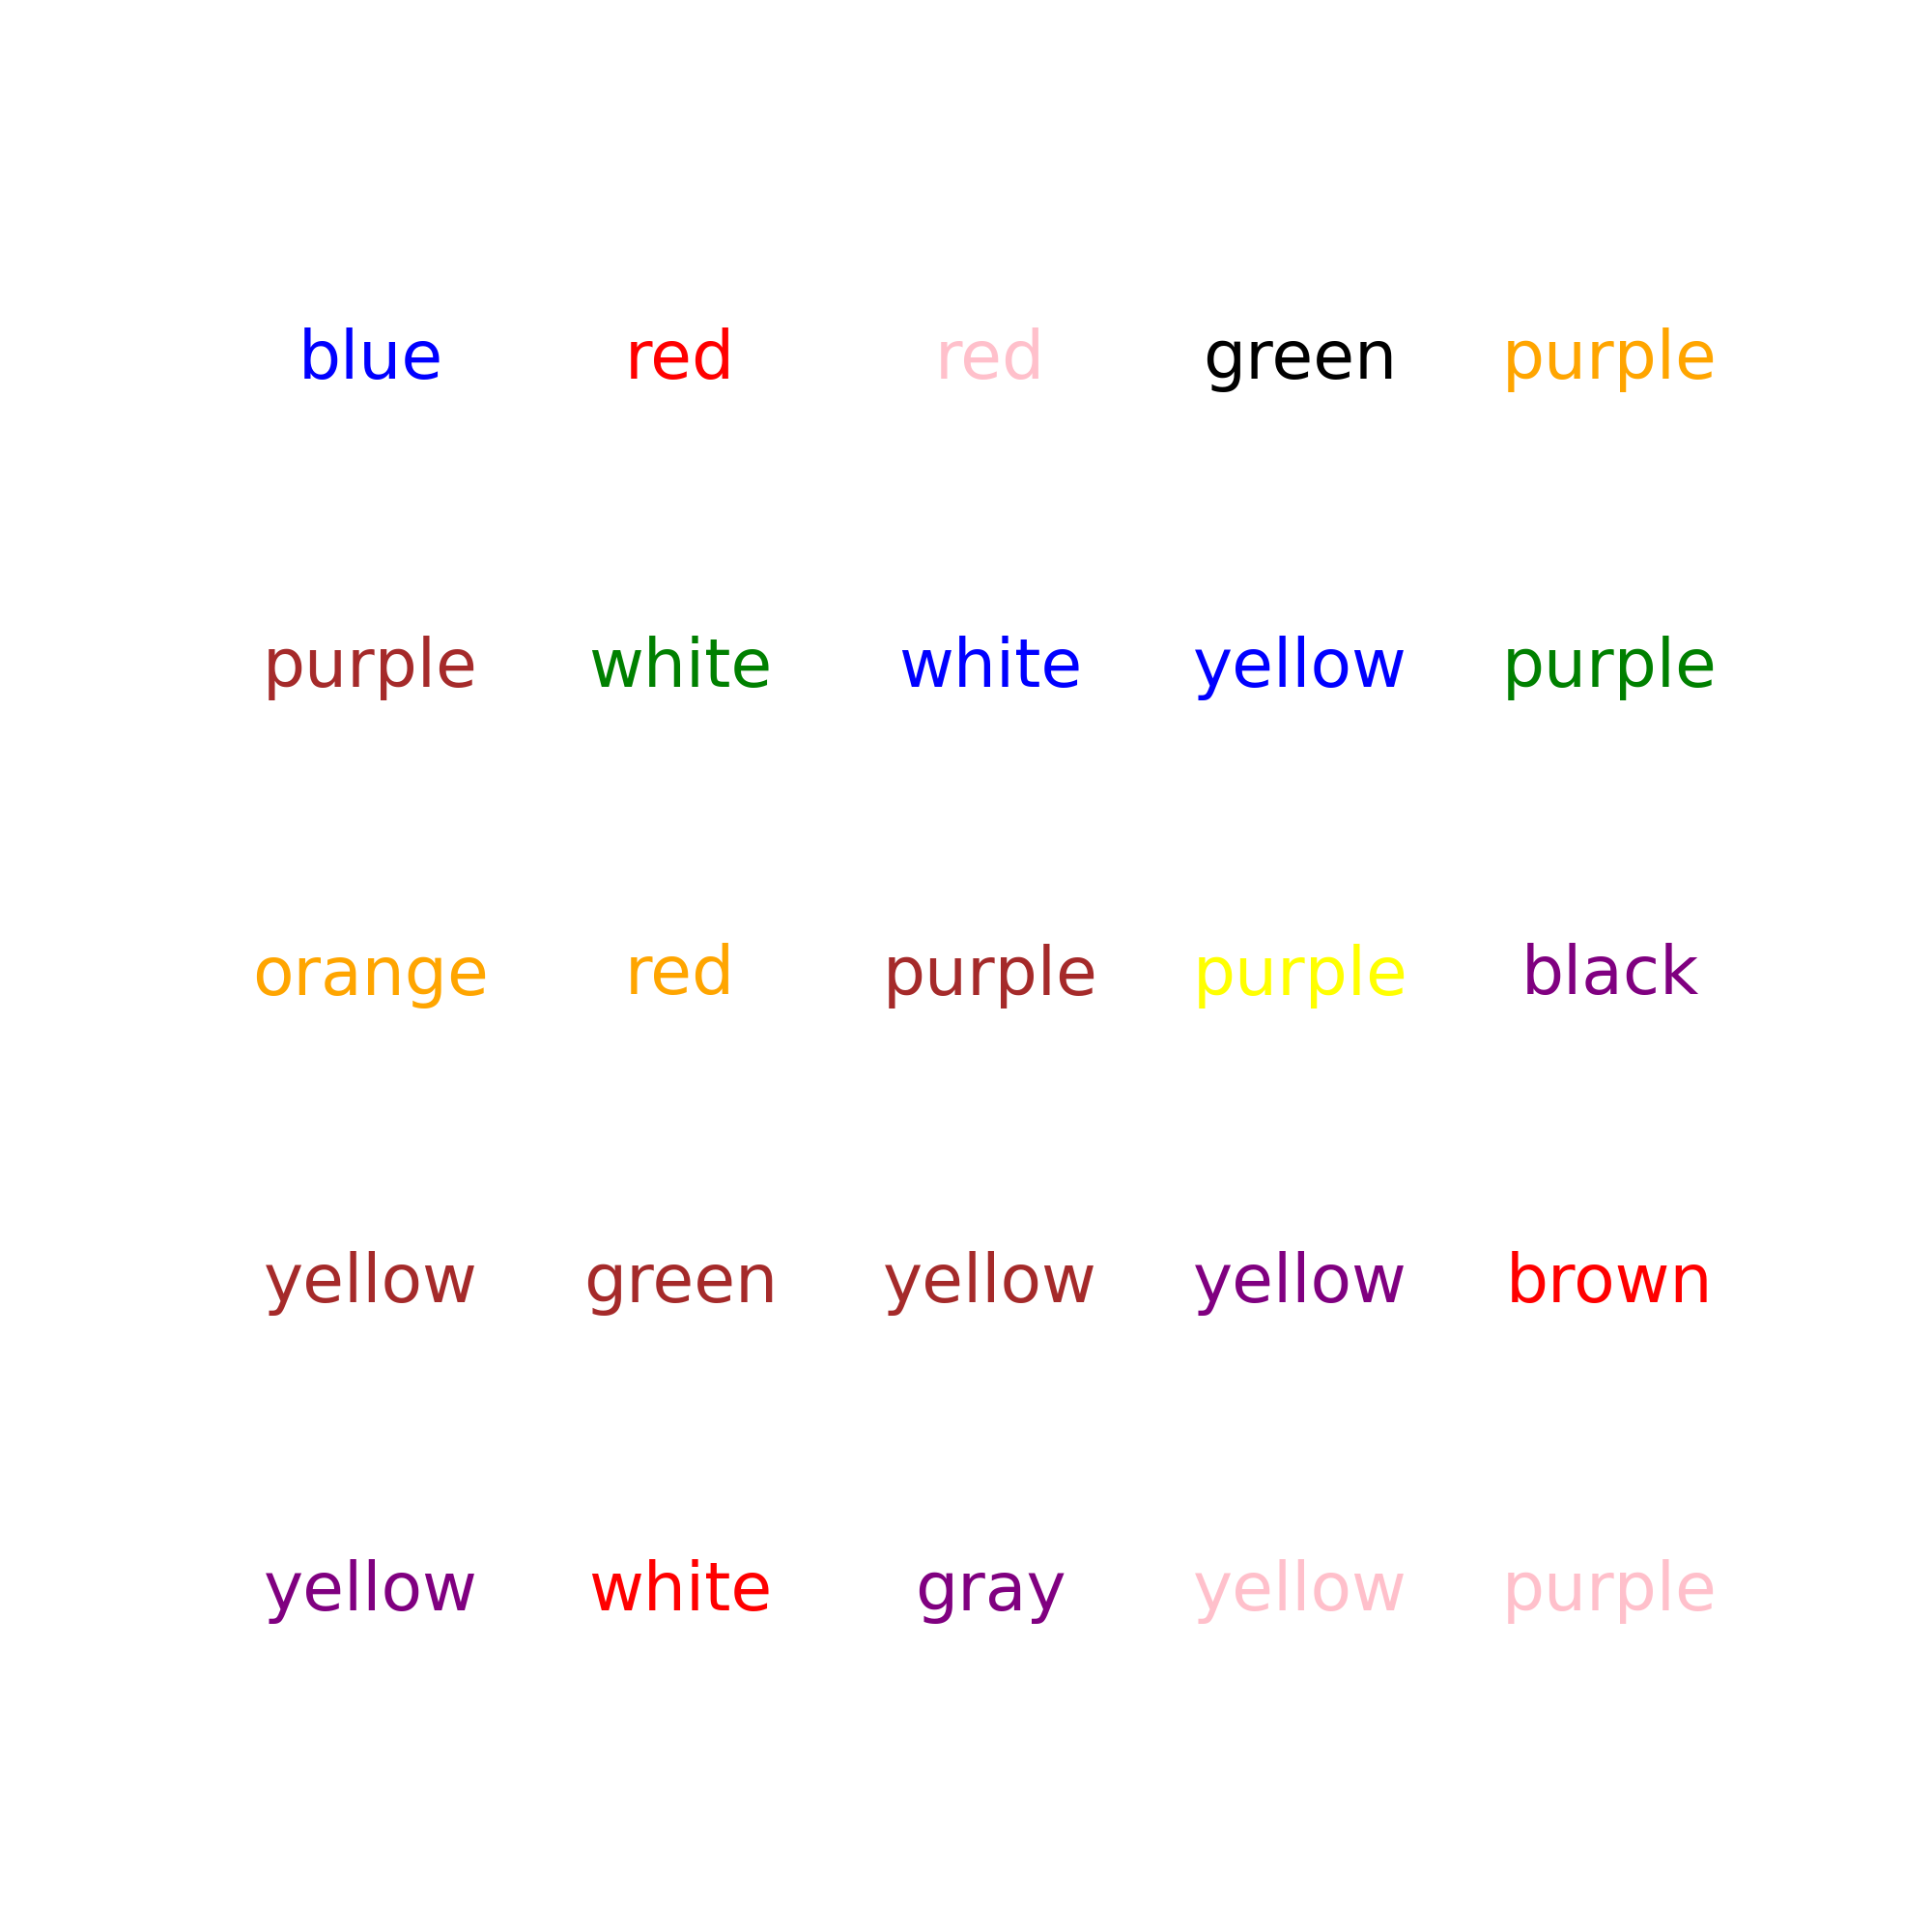 blue red red green purple
purple white white yellow purple
orange red purple purple black
yellow green yellow yellow brown
yellow white gray yellow purple